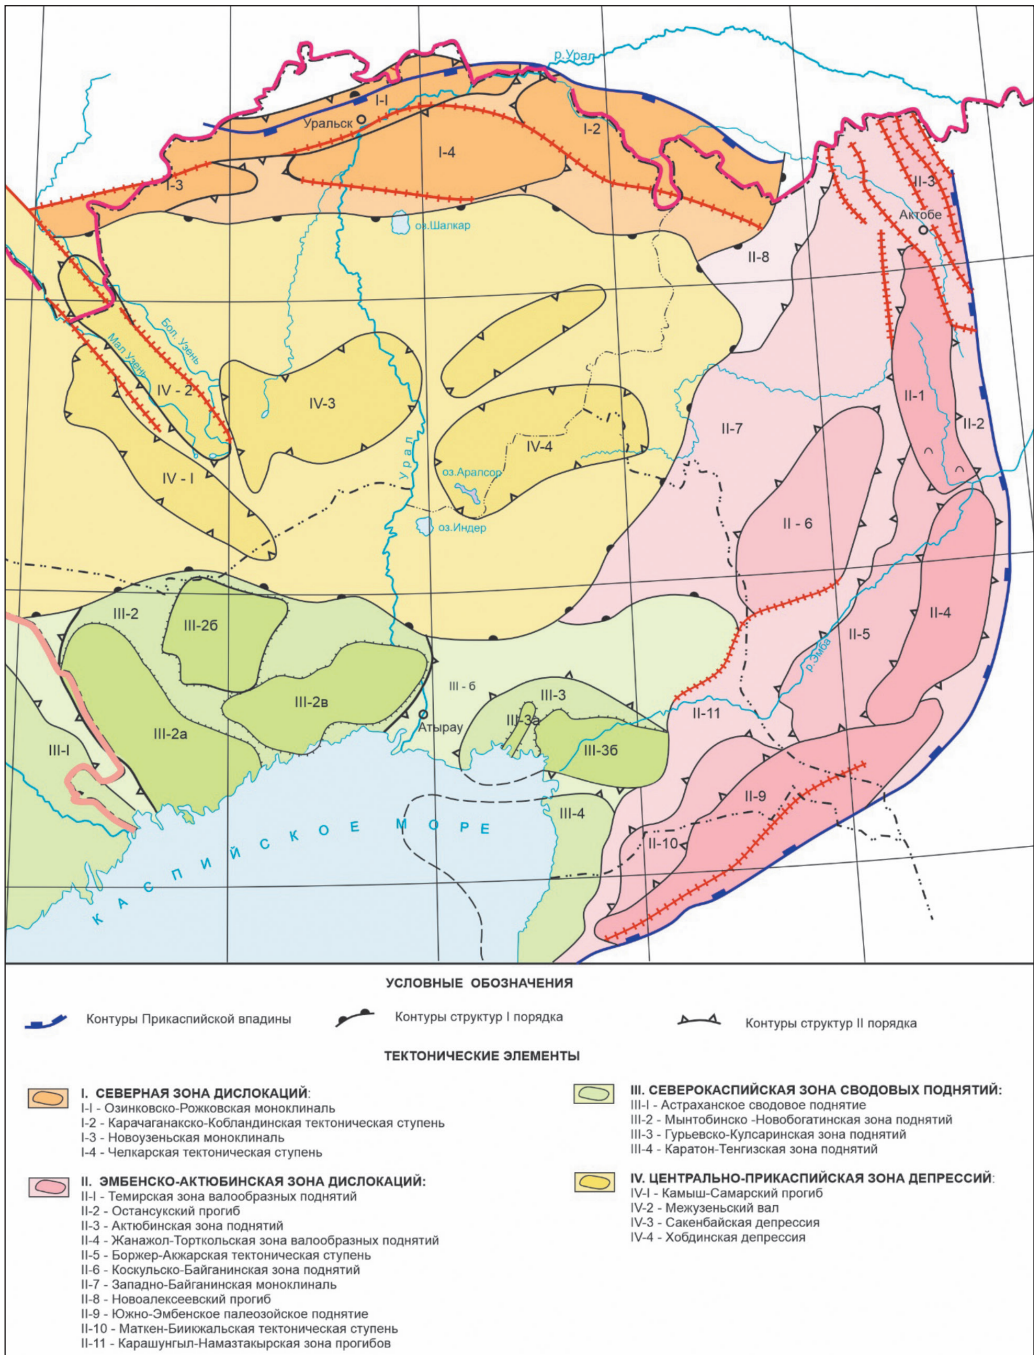 р.Урал
I-I
Уральск
I-2
I-4
I-3
II-3
Актобе
оз.Шалкар
II-8
Бол. Узень
Мал.Узень
IV - 2
IV-3
II-1
II-7
II-2
Урал
IV-4
IV - I
оз.Аралсор
оз.Индер
II - 6
III-2
III-2б
II-4
II-5
р.Эмба
III - б
III-3
III-2в
III-3а
II-11
Атырау
III-I
III-2а
III-3б
II-9
III-4
II-10
КАСПИЙСКОЕ МОРЕ
УСЛОВНЫЕ ОБОЗНАЧЕНИЯ
Контуры Прикаспийской впадины
Контуры структур I порядка
Контуры структур II порядка
ТЕКТОНИЧЕСКИЕ ЭЛЕМЕНТЫ
I. СЕВЕРНАЯ ЗОНА ДИСЛОКАЦИЙ:
I-I - Озинковско-Рожковская моноклиналь
I-2 - Карачаганакско-Кобландинская тектоническая ступень
I-3 - Новоузеньская моноклиналь
I-4 - Челкарская тектоническая ступень
II. ЭМБЕНСКО-АКТЮБИНСКАЯ ЗОНА ДИСЛОКАЦИЙ:
II-I - Темирская зона валообразных поднятий
II-2 - Остансукский прогиб
II-3 - Актюбинская зона поднятий
II-4 - Жанажол-Торткольская зона валообразных поднятий
II-5 - Боржер-Акжарская тектоническая ступень
II-6 - Коскульско-Байганинская зона поднятий
II-7 - Западно-Байганинская моноклиналь
II-8 - Новоалексеевский прогиб
II-9 - Южно-Эмбенское палеозойское поднятие
II-10 - Маткен-Биикжальская тектоническая ступень
II-11 - Карашунгыл-Намазтакырская зона прогибов
III. СЕВЕРОКАСПИЙСКАЯ ЗОНА СВОДОВЫХ ПОДНЯТИЙ:
III-I - Астраханское сводовое поднятие
III-2 - Мынтобинско -Новобогатинская зона поднятий
III-3 - Гурьевско-Кулсаринская зона поднятий
III-4 - Каратон-Тенгизская зона поднятий
IV. ЦЕНТРАЛЬНО-ПРИКАСПИЙСКАЯ ЗОНА ДЕПРЕССИЙ:
IV-I - Камыш-Самарский прогиб
IV-2 - Межузеньский вал
IV-3 - Сакенбайская депрессия
IV-4 - Хобдинская депрессия